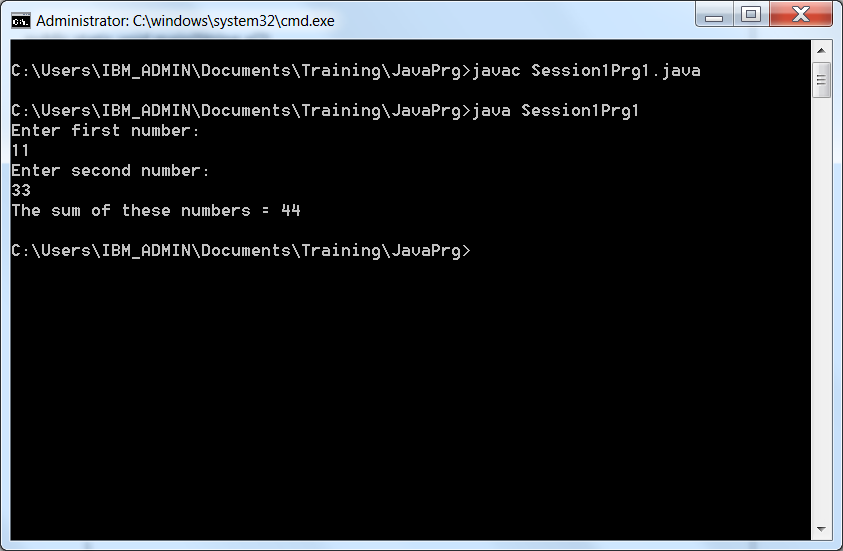 Administrator: C:\windows\system32\cmd.exe
C:\Users\IBM_ADMIN\Documents\Training\JavaPrg>javac Session1Prg1.java
C:\Users\IBM_ADMIN\Documents\Training\JavaPrg>java Session1Prg1
Enter first number:
11
Enter second number:
33
The sum of these numbers = 44
C:\Users\IBM_ADMIN\Documents\Training\JavaPrg>